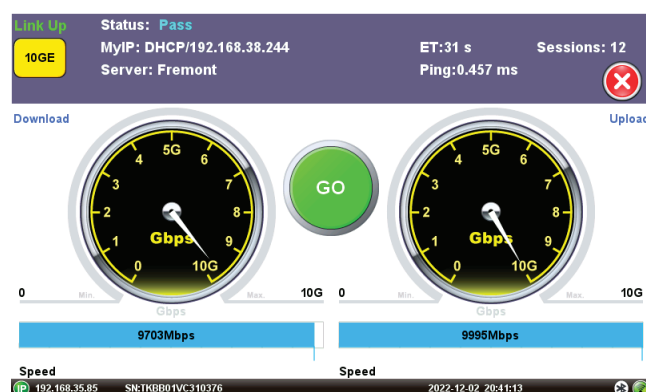 Link Up Status: Pass
10GE MyIP: DHCP/192.168.38.244 ET:31 s Sessions: 12
Server: Fremont Ping:0.457 ms
Download Upload
0 1 2 3 4 5G 6 7 8 9 10G
Gbps
GO
0 1 2 3 4 5G 6 7 8 9 10G
Gbps
0 Min. Max. 10G 0 Min. Max. 10G
Gbps Gbps
9703Mbps 9995Mbps
Speed Speed
IP 192.168.35.85 SN:TKBB01VC310376 2022-12-02 20:41:13